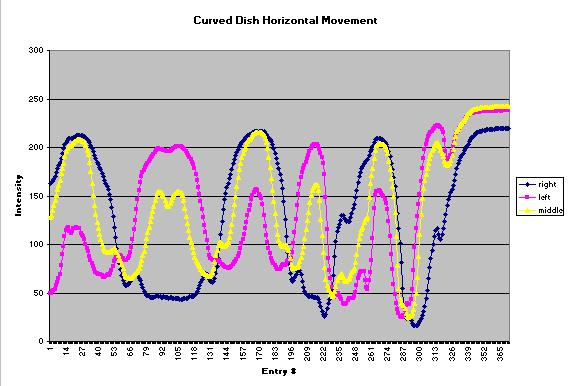 Curved Dish Horizontal Movement
300
250
200
150
100
50
0
Intensity
1 14 27 40 53 66 79 92 105 118 131 144 157 170 183 196 209 222 235 248 261 274 287 300 313 326 339 352 365
Entry #
right
left
middle